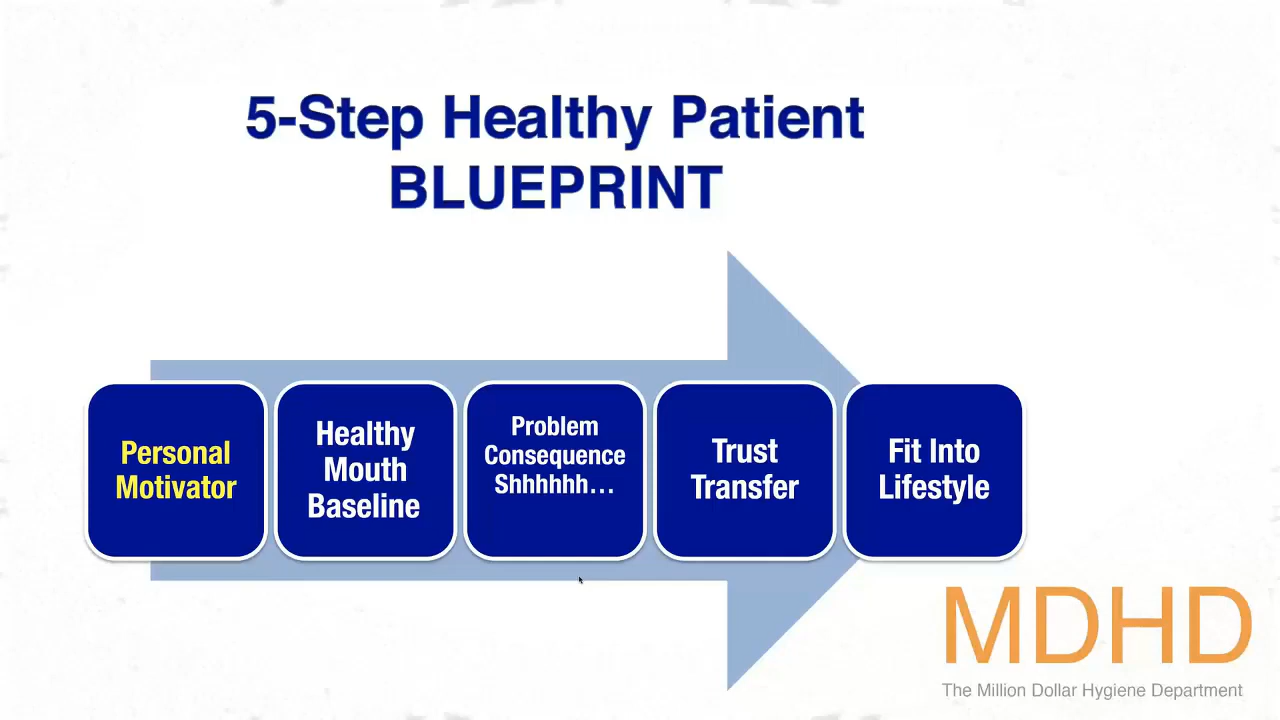 5-Step Healthy Patient
BLUEPRINT
Personal
Motivator
Healthy
Mouth
Baseline
Problem
Consequence
Shhhhhh…
Trust
Transfer
Fit Into
Lifestyle
MDHD
The Million Dollar Hygiene Department